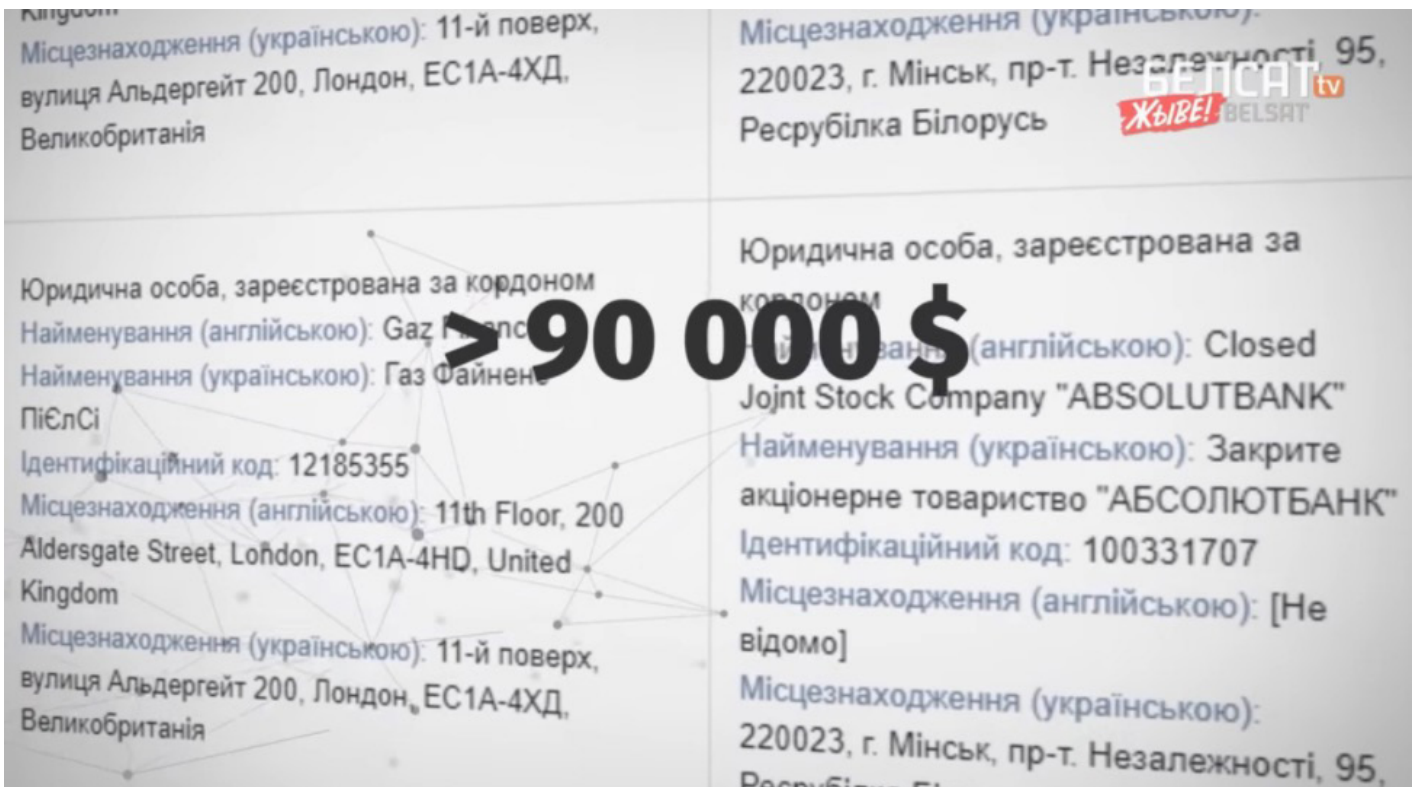 Kingdom
Місцезнаходження (українською): 11-й поверх,
вулиця Альдергейт 200, Лондон, ЕС1А-4ХД,
Великобританія
Юридична особа, зареєстрована за кордоном
Найменування (англійською): Gaz
Найменування (українською): Газ Файненс
ПіЄлСі
Ідентифікаційний код: 12185355
Місцезнаходження (англійською): 11th Floor, 200
Aldersgate Street, London, EC1A-4HD, United
Kingdom
Місцезнаходження (українською): 11-й поверх,
вулиця Альдергейт 200, Лондон, ЕС1А-4ХД,
Великобританія
Місцезнаходження (українською):
220023, г. Мінськ, пр-т. Незалежності, 95,
Ресрубілка Білорусь
Юридична особа, зареєстрована за
кордоном
Найменування (англійською): Closed
Jojnt Stock Company "ABSOLUTBANK"
Найменування (українською): Закрите
акціонерне товариство "АБСОЛЮТБАНК"
Ідентифікаційний код: 100331707
Місцезнаходження (англійською): [Не
відомо]
Місцезнаходження (українською):
220023, г. Мінськ, пр-т. Незалежності, 95,
> 90 000 $
БЕЛСАТ tv
ЖЫВЕ! BELSAT